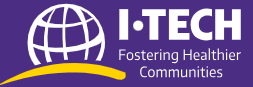 I·TECH
Fostering Healthier
Communities